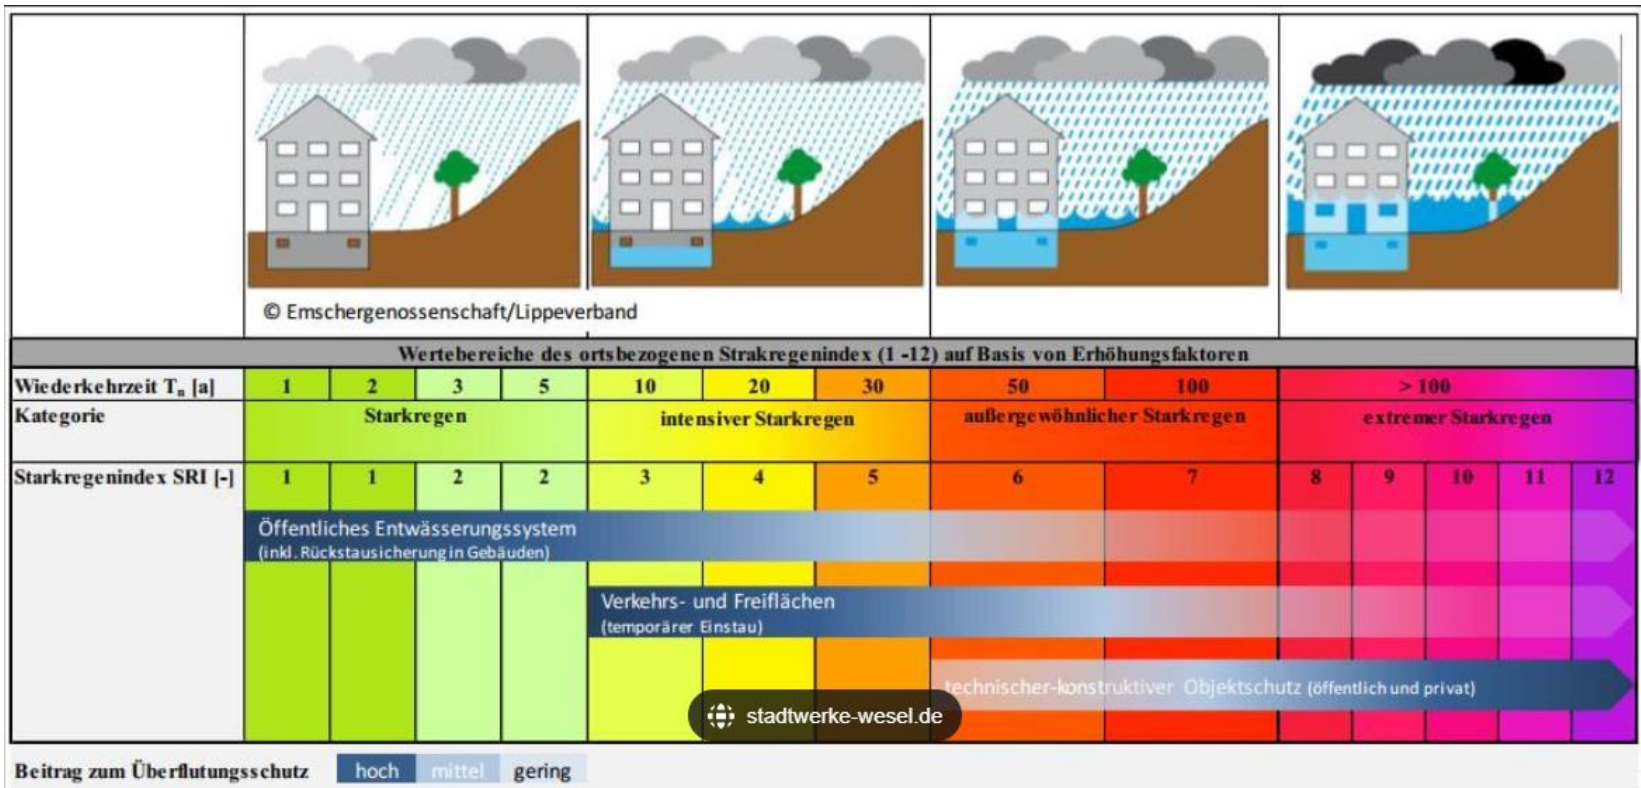 © Emschergenossenschaft/Lippeverband
Wertebereiche des ortsbezogenen Strakregenindex (1 -12) auf Basis von Erhöhungsfaktoren
Wiederkehrzeit Tn [a] 1 2 3 5 10 20 30 50 100 > 100
Kategorie Starkregen intensiver Starkregen außergewöhnlicher Starkregen extremer Starkregen
Starkregenindex SRI [-] 1 1 2 2 3 4 5 6 7 8 9 10 11 12
Öffentliches Entwässerungssystem
(inkl. Rückstausicherung in Gebäuden)
Verkehrs- und Freiflächen
(temporärer Einstau)
technischer-konstruktiver Objektschutz (öffentlich und privat)
stadtwerke-wesel.de
Beitrag zum Überflutungsschutz hoch mittel gering